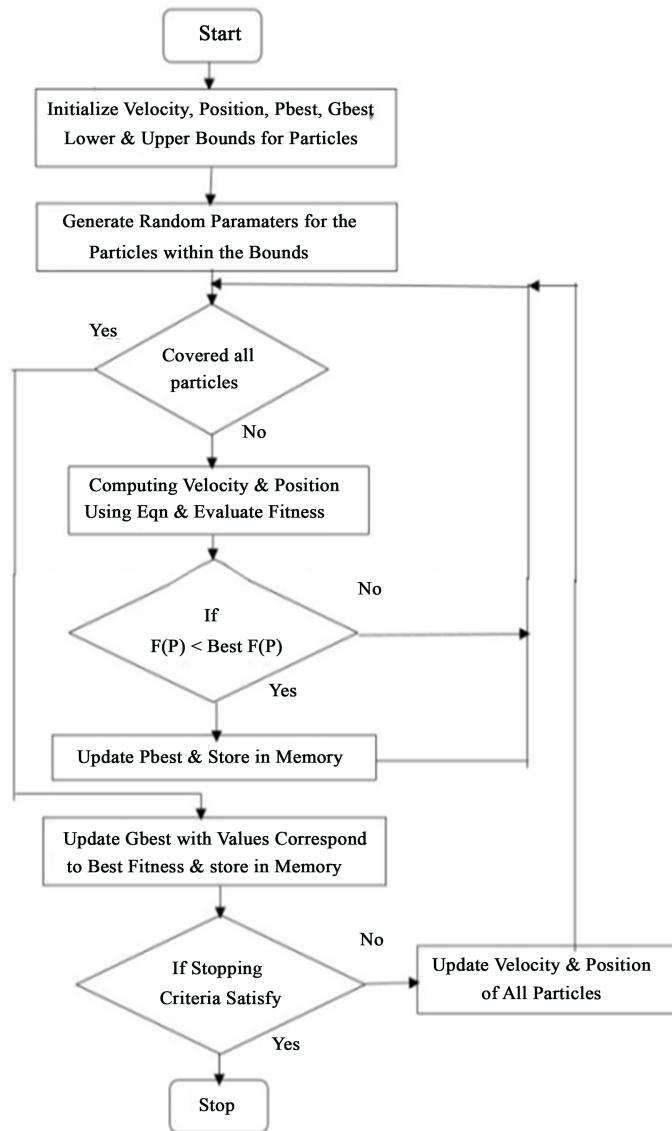 Start
Initialize Velocity, Position, Pbest, Gbest,
Lower & Upper Bounds for Particles
Generate Random Paramaters for the
Particles within the Bounds
Yes
Covered all
particles
No
Computing Velocity & Position
Using Eqn & Evaluate Fitness
No
If
F(P) < Best F(P)
Yes
Update Pbest & Store in Memory
Update Gbest with Values Correspond
to Best Fitness & store in Memory
No
If Stopping
Criteria Satisfy
Update Velocity & Position
of All Particles
Yes
Stop